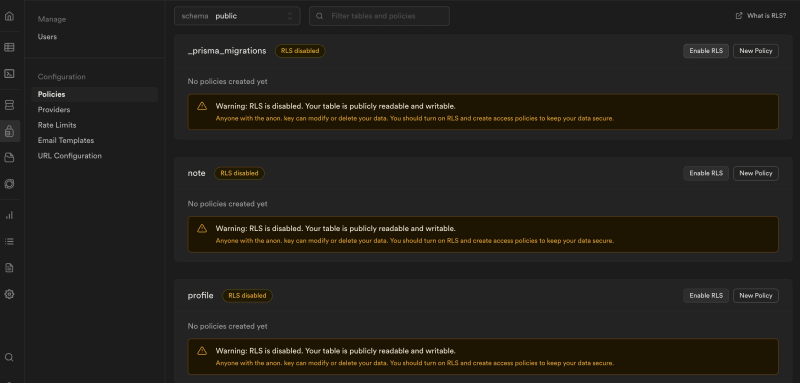 schema public
Filter tables and policies
What is RLS?
Manage
Users
Configuration
Policies
Providers
Rate Limits
Email Templates
URL Configuration
_prisma_migrations RLS disabled Enable RLS New Policy
No policies created yet
Warning: RLS is disabled. Your table is publicly readable and writable.
Anyone with the anon. key can modify or delete your data. You should turn on RLS and create access policies to keep your data secure.
note RLS disabled Enable RLS New Policy
No policies created yet
Warning: RLS is disabled. Your table is publicly readable and writable.
Anyone with the anon. key can modify or delete your data. You should turn on RLS and create access policies to keep your data secure.
profile RLS disabled Enable RLS New Policy
No policies created yet
Warning: RLS is disabled. Your table is publicly readable and writable.
Anyone with the anon. key can modify or delete your data. You should turn on RLS and create access policies to keep your data secure.